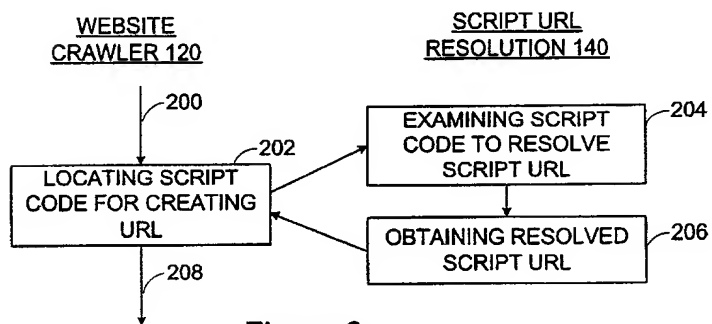 WEBSITE
CRAWLER 120
SCRIPT URL
RESOLUTION 140
200
202
LOCATING SCRIPT
CODE FOR CREATING
URL
EXAMINING SCRIPT
CODE TO RESOLVE
SCRIPT URL
204
OBTAINING RESOLVED
SCRIPT URL
206
208